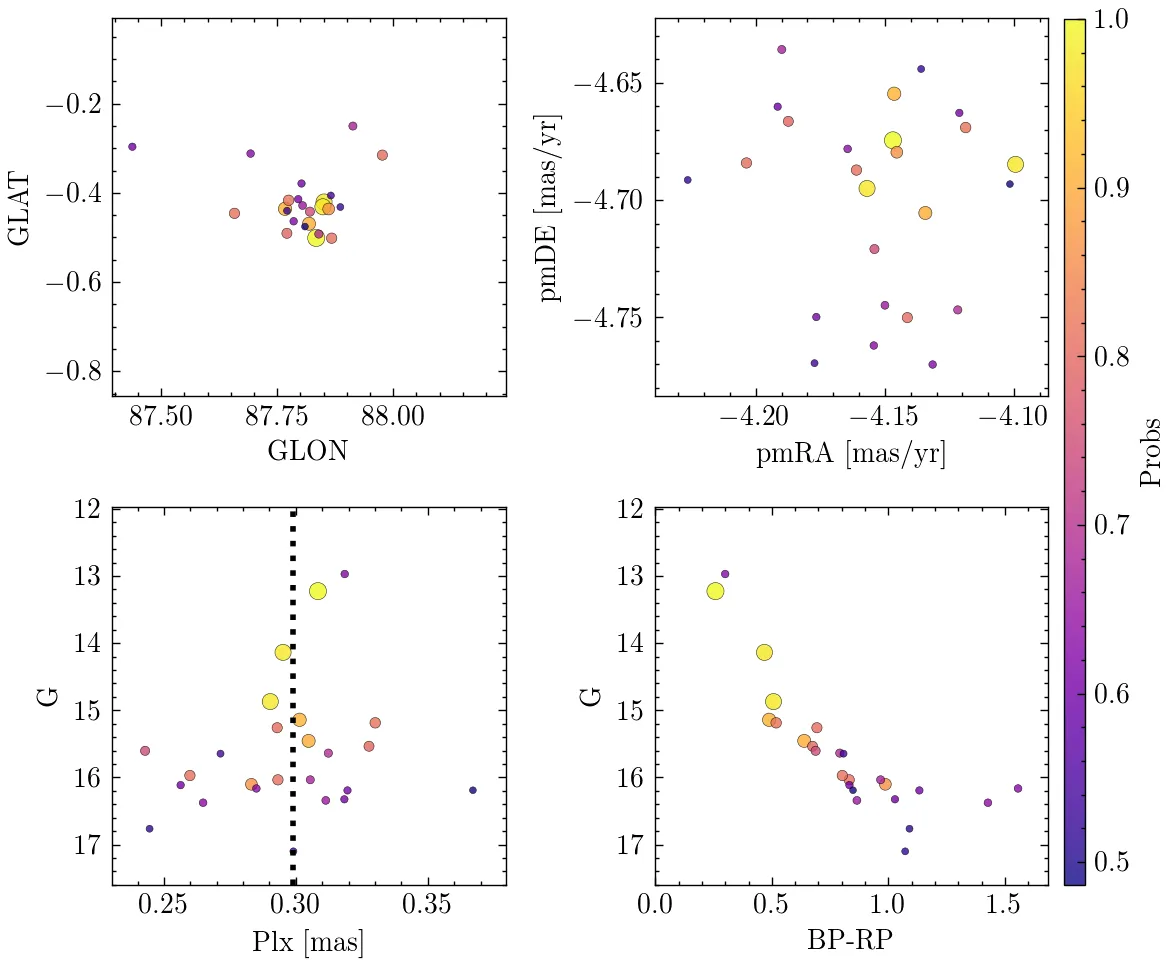 −0.2
−0.4
−0.6
−0.8
GLAT
87.50 87.75 88.00
GLON
−4.65
−4.70
−4.75
pmDE [mas/yr]
−4.20 −4.15 −4.10
pmRA [mas/yr]
12
13
14
15
16
17
G
0.25 0.30 0.35
Plx [mas]
12
13
14
15
16
17
G
0.0 0.5 1.0 1.5
BP-RP
1.0
0.9
0.8
0.7
0.6
0.5
Probs